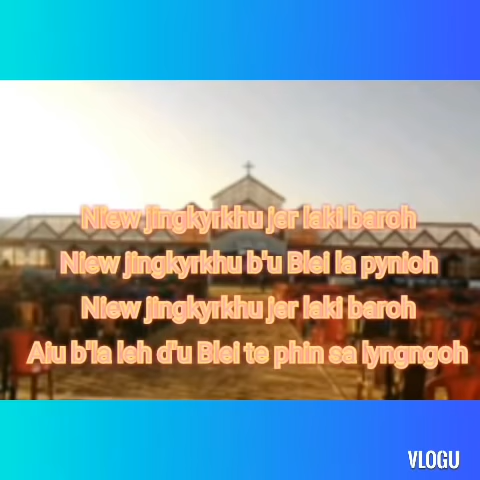 Niew jingkyrkhu jer laki baroh
Niew jingkyrkhu b'u Blei la pynioh
Niew jingkyrkhu jer laki baroh
Aiu b'la leh d'u Blei te phin sa lyngngoh
VLOGU